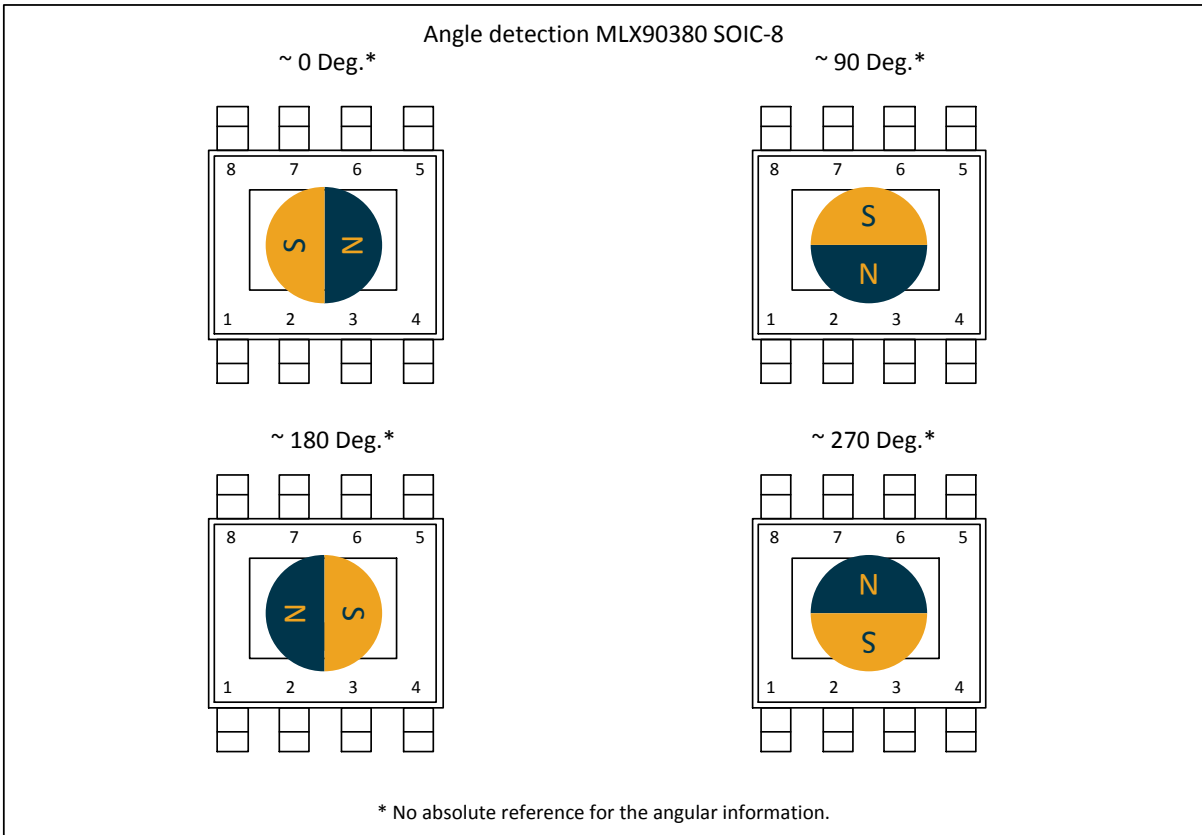 Angle detection MLX90380 SOIC-8
~ 0 Deg.*
~ 90 Deg.*
8 7 6 5
S N
1 2 3 4
8 7 6 5
S
N
1 2 3 4
~ 180 Deg.*
~ 270 Deg.*
8 7 6 5
N S
1 2 3 4
8 7 6 5
N
S
1 2 3 4
* No absolute reference for the angular information.